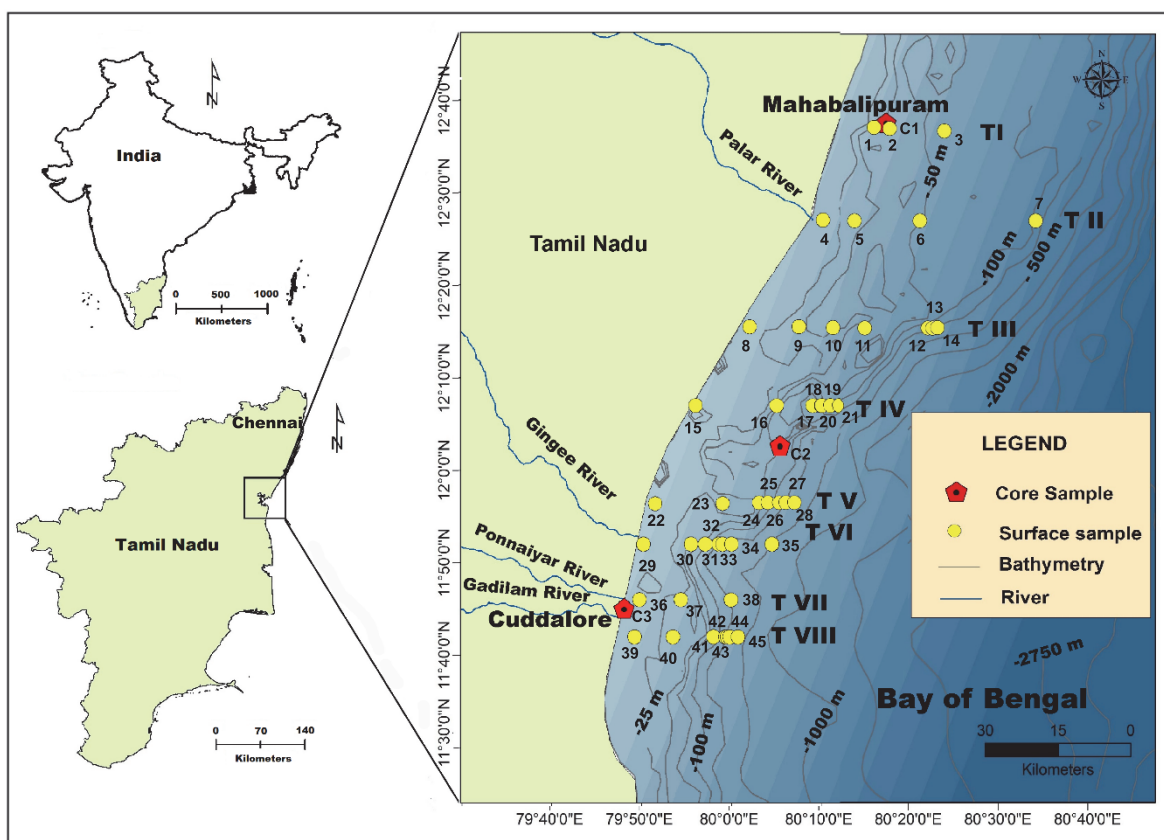 N
India
0 500 1000
Kilometers
N
Chennai
Tamil Nadu
0 70 140
Kilometers
12°40'0"N
12°30'0"N
12°20'0"N
12°10'0"N
12°0'0"N
11°50'0"N
11°40'0"N
11°30'0"N
79°40'0"E
79°50'0"E
80°0'0"E
80°10'0"E
80°20'0"E
80°30'0"E
80°40'0"E
N
W E
S
Mahabalipuram
C1
1 2 3
TI
- 50 m
Palar River
Tamil Nadu
4 5 6 7
T II
-100 m
- 500 m
8 9 10 11 12 13 14
T III
-2000 m
15 16 17 18 19 20 21
T IV
C2
Gingee River
22 23 24 25 26 27 28
T V
29 30 31 32 33 34 35
T VI
Ponnaiyar River
Gadilam River
Cuddalore
C3
36 37 38
T VII
39 40 41 42 43 44 45
T VIII
-25 m
-100 m
-1000 m
-2750 m
Bay of Bengal
30 15 0
Kilometers
LEGEND
Core Sample
Surface sample
Bathymetry
River